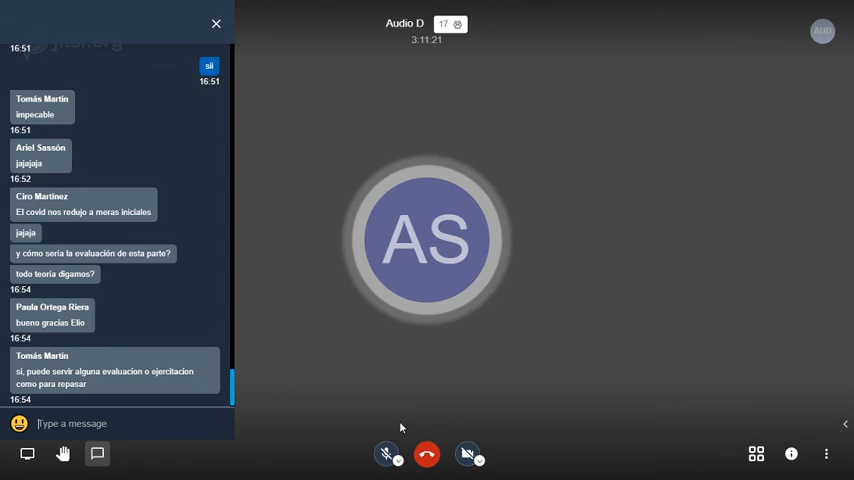 Audio D 17
3:11:21
AUD
jitsi.org
16:51
sii
16:51
Tomás Martín
impecable
16:51
Ariel Sassón
jajajaja
16:52
Ciro Martínez
El covid nos redujo a meras iniciales
jajaja
y cómo sería la evaluación de esta parte?
todo teoría digamos?
16:54
Paula Ortega Riera
bueno gracias Elio
16:54
Tomás Martín
si, puede servir alguna evaluacion o ejercitacion
como para repasar
16:54
Type a message
AS